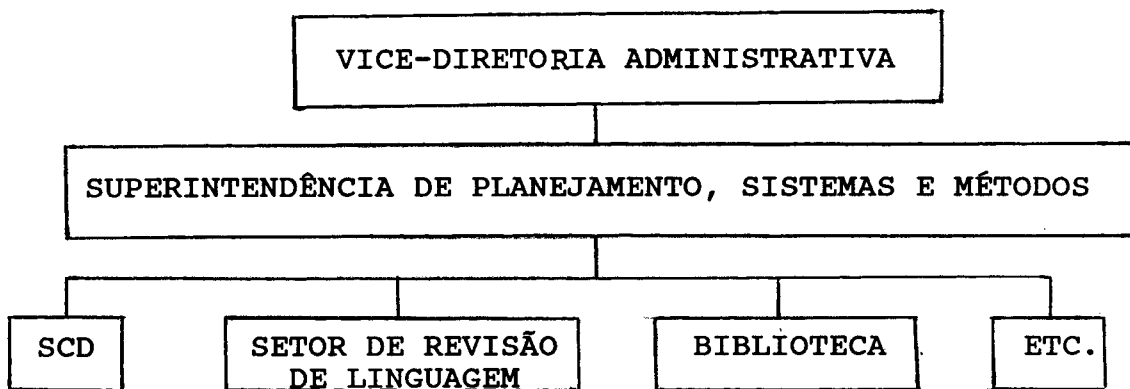 VICE-DIRETORIA ADMINISTRATIVA
SUPERINTENDÊNCIA DE PLANEJAMENTO, SISTEMAS E MÉTODOS
SCD
SETOR DE REVISÃO
DE LINGUAGEM
BIBLIOTECA
ETC.